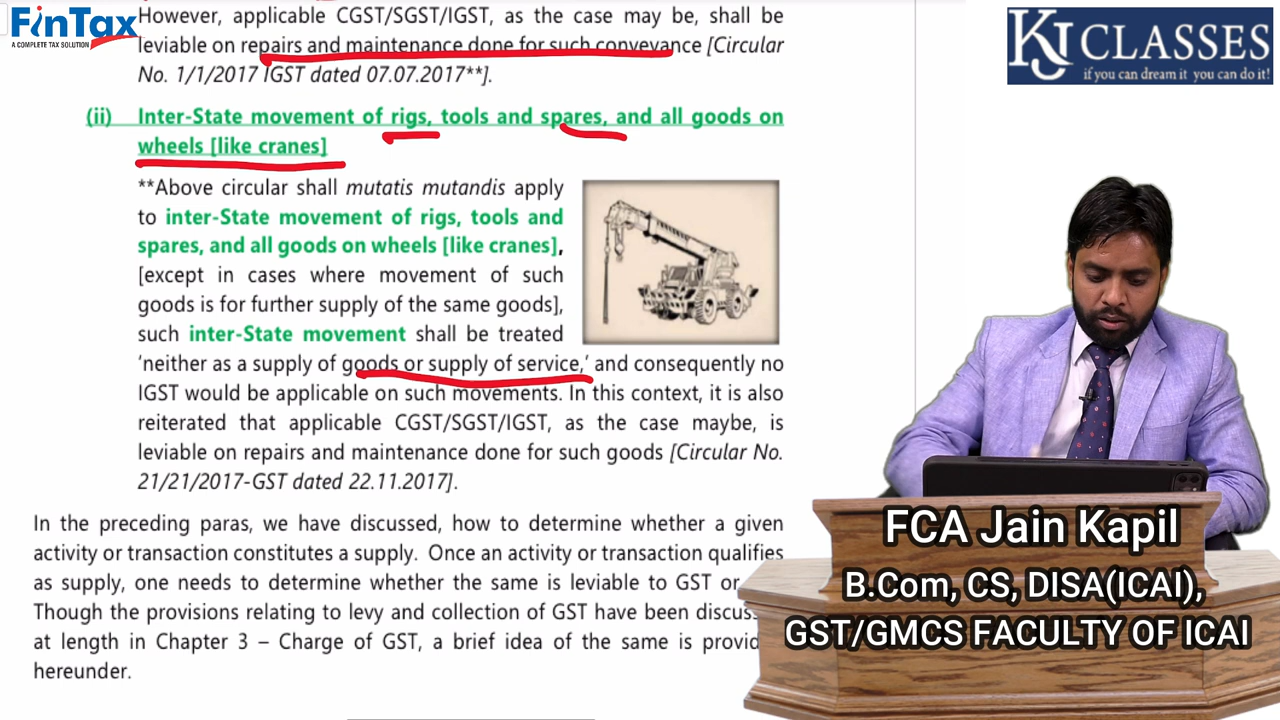 FinTax
A COMPLETE TAX SOLUTION
However, applicable CGST/SGST/IGST, as the case may be, shall be
leviable on repairs and maintenance done for such conveyance [Circular
No. 1/1/2017 IGST dated 07.07.2017**].
KJ CLASSES
if you can dream it you can do it!
(ii) Inter-State movement of rigs, tools and spares, and all goods on
wheels [like cranes]
**Above circular shall mutatis mutandis apply
to inter-State movement of rigs, tools and
spares, and all goods on wheels [like cranes],
[except in cases where movement of such
goods is for further supply of the same goods],
such inter-State movement shall be treated
‘neither as a supply of goods or supply of service,’ and consequently no
IGST would be applicable on such movements. In this context, it is also
reiterated that applicable CGST/SGST/IGST, as the case maybe, is
leviable on repairs and maintenance done for such goods [Circular No.
21/21/2017-GST dated 22.11.2017].
In the preceding paras, we have discussed, how to determine whether a given
activity or transaction constitutes a supply. Once an activity or transaction qualifies
as supply, one needs to determine whether the same is leviable to GST or
Though the provisions relating to levy and collection of GST have been
at length in Chapter 3 – Charge of GST, a brief idea of the same is
hereunder.
FCA Jain Kapil
B.Com, CS, DISA(ICAI),
GST/GMCS FACULTY OF ICAI